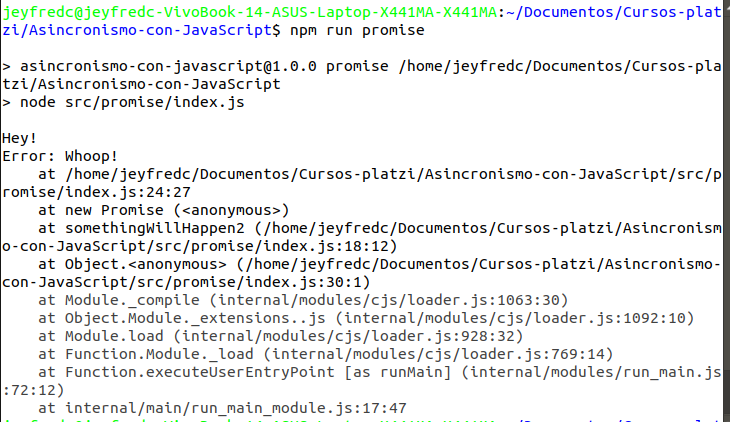 jeyfredc@jeyfredc-VivoBook-14-ASUS-Laptop-X441MA-X441MA:~/Documentos/Cursos-plat
zi/Asincronismo-con-JavaScript$ npm run promise
> asincronismo-con-javascript@1.0.0 promise /home/jeyfredc/Documentos/Cursos-pla
tzi/Asincronismo-con-JavaScript
> node src/promise/index.js
Hey!
Error: Whoop!
    at /home/jeyfredc/Documentos/Cursos-platzi/Asincronismo-con-JavaScript/src/p
romise/index.js:24:27
    at new Promise (<anonymous>)
    at somethingWillHappen2 (/home/jeyfredc/Documentos/Cursos-platzi/Asincronism
o-con-JavaScript/src/promise/index.js:18:12)
    at Object.<anonymous> (/home/jeyfredc/Documentos/Cursos-platzi/Asincronismo-
con-JavaScript/src/promise/index.js:30:1)
    at Module._compile (internal/modules/cjs/loader.js:1063:30)
    at Object.Module._extensions..js (internal/modules/cjs/loader.js:1092:10)
    at Module.load (internal/modules/cjs/loader.js:928:32)
    at Function.Module._load (internal/modules/cjs/loader.js:769:14)
    at Function.executeUserEntryPoint [as runMain] (internal/modules/run_main.js
:72:12)
    at internal/main/run_main_module.js:17:47